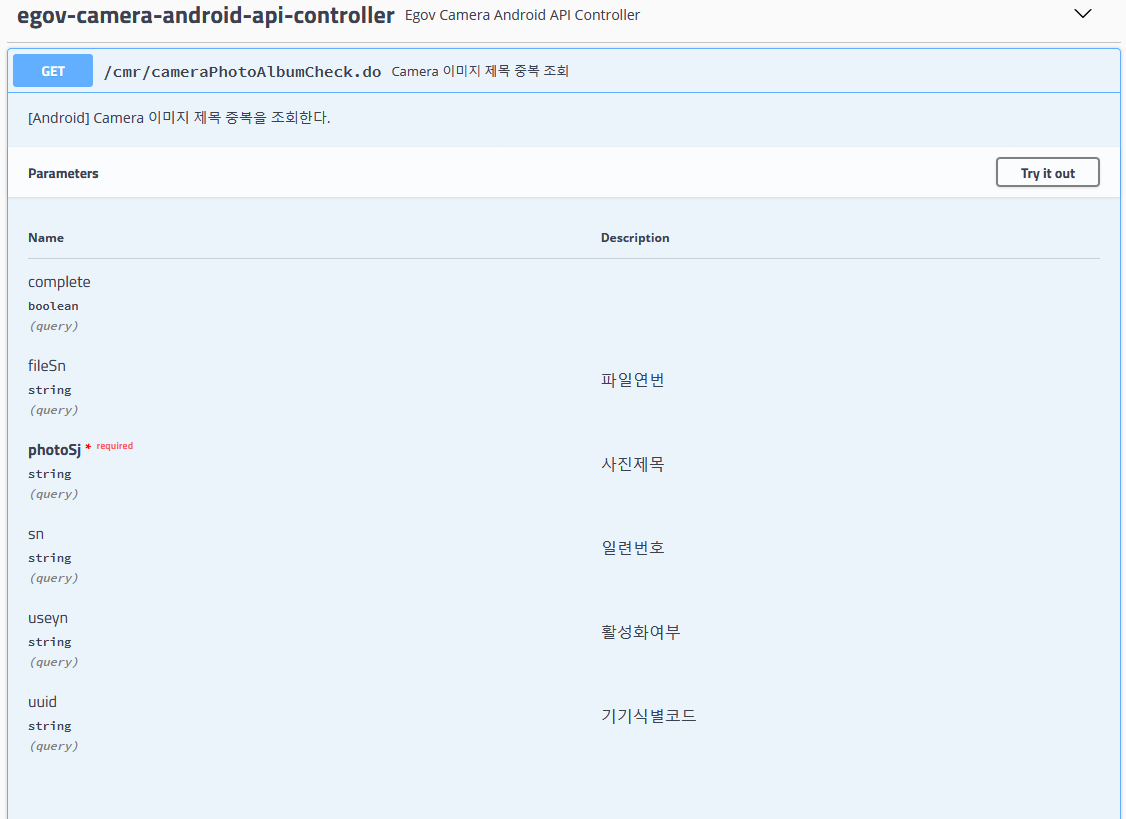 egov-camera-android-api-controller Egov Camera Android API Controller
GET /cmr/cameraPhotoAlbumCheck.do Camera 이미지 제목 중복 조회
[Android] Camera 이미지 제목 중복을 조회한다.
Parameters Try it out
Name Description
complete
boolean
(query)
fileSn
string
(query)
파일연번
photoSj * required
string
(query)
사진제목
sn
string
(query)
일련번호
useyn
string
(query)
활성화여부
uuid
string
(query)
기기식별코드